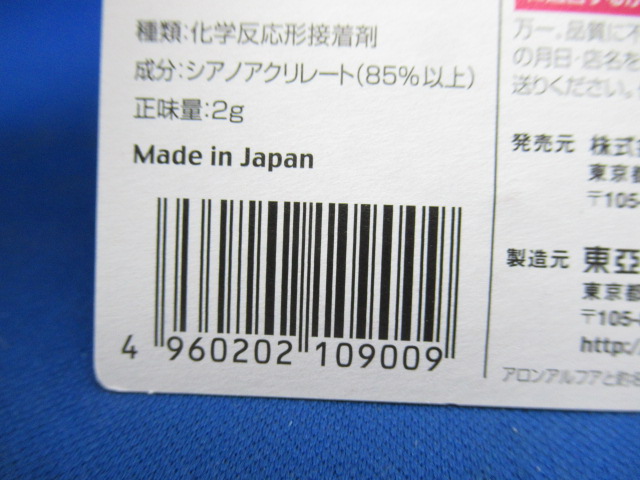 種類:化学反応形接着剤
成分:シアノアクリレート(85%以上)
正味量:2g
Made in Japan
4 960202 109009
万一、品質に不
の月日・店名を
送りください。
発売元 株式
東京都
〒105-
製造元 東亞
東京都
〒105-
http:/
アロンアルフアと